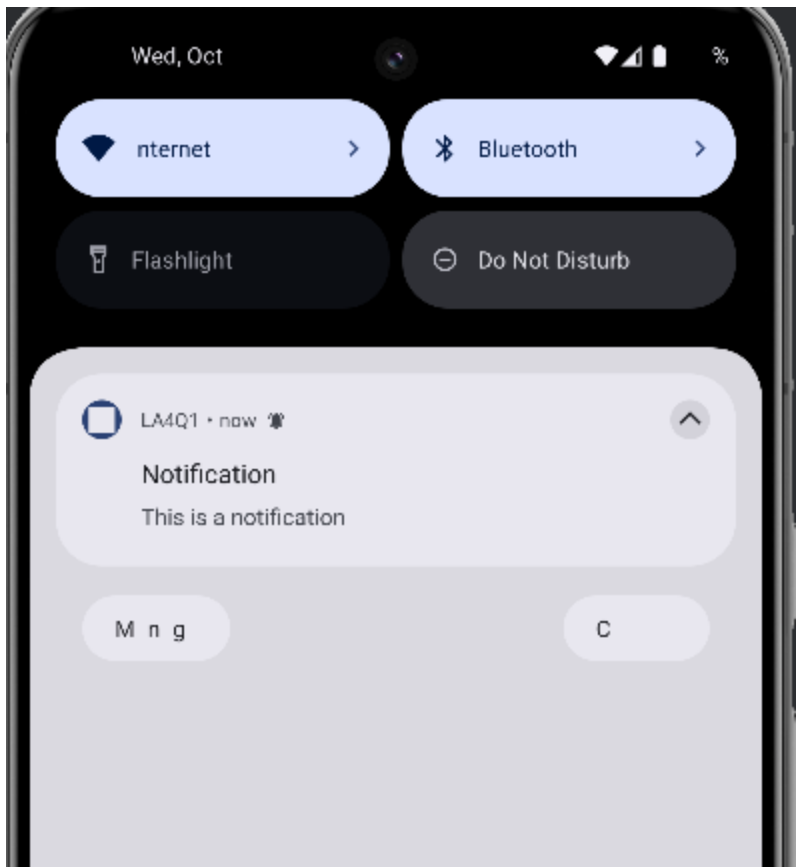 Wed, Oct %
nternet
Bluetooth
Flashlight
Do Not Disturb
LA4Q1 • now
Notification
This is a notification
M n g
C